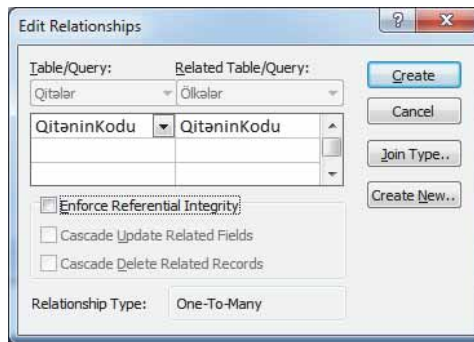 Edit Relationships
Table/Query: Related Table/Query:
Qitələr Ölkələr
QitəninKodu QitəninKodu
Enforce Referential Integrity
Cascade Update Related Fields
Cascade Delete Related Records
Relationship Type: One-To-Many
Create
Cancel
Join Type..
Create New..